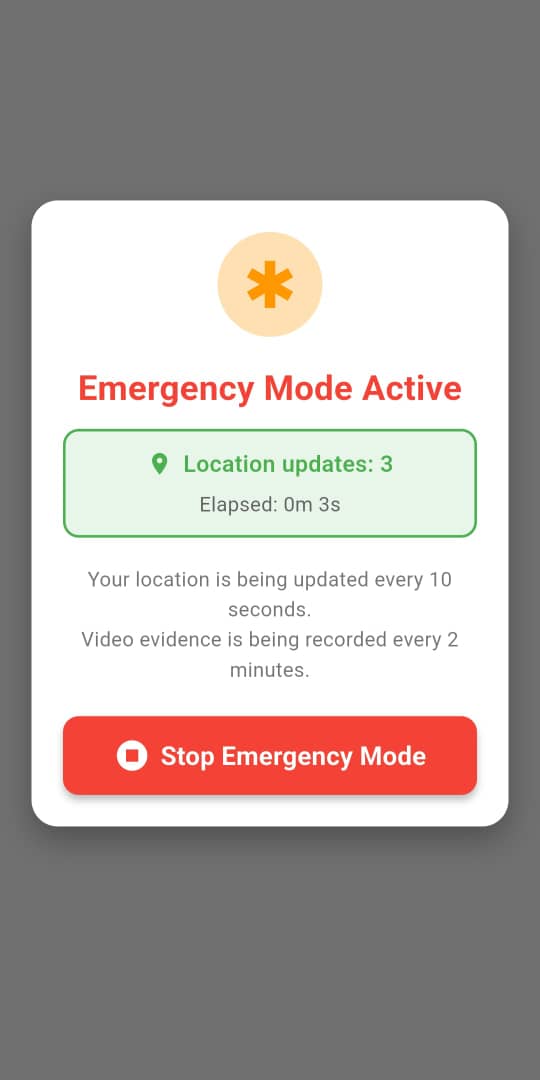 Emergency Mode Active
Location updates: 3
Elapsed: 0m 3s
Your location is being updated every 10
seconds.
Video evidence is being recorded every 2
minutes.
Stop Emergency Mode